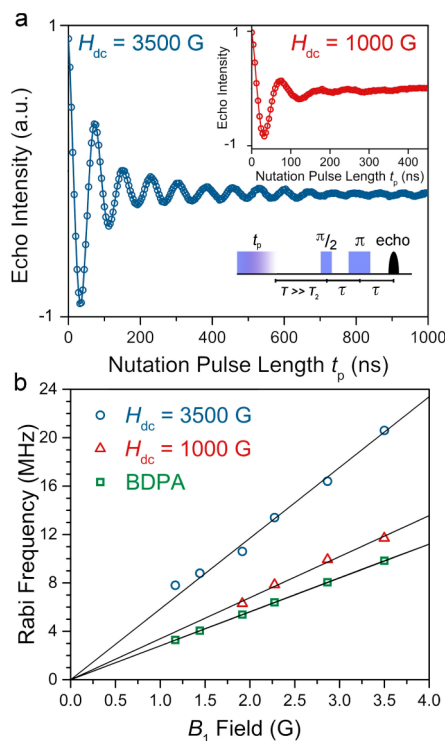 a
H_dc = 3500 G
H_dc = 1000 G
1
-1
Echo Intensity
0 100 200 300 400
Nutation Pulse Length t_p (ns)
1
-1
Echo Intensity (a.u.)
t_p
π/2
π
echo
T >> T_2
τ
τ
0 200 400 600 800 1000
Nutation Pulse Length t_p (ns)
b
24
20
16
12
8
4
0
Rabi Frequency (MHz)
H_dc = 3500 G
H_dc = 1000 G
BDPA
0.0 0.5 1.0 1.5 2.0 2.5 3.0 3.5 4.0
B_1 Field (G)